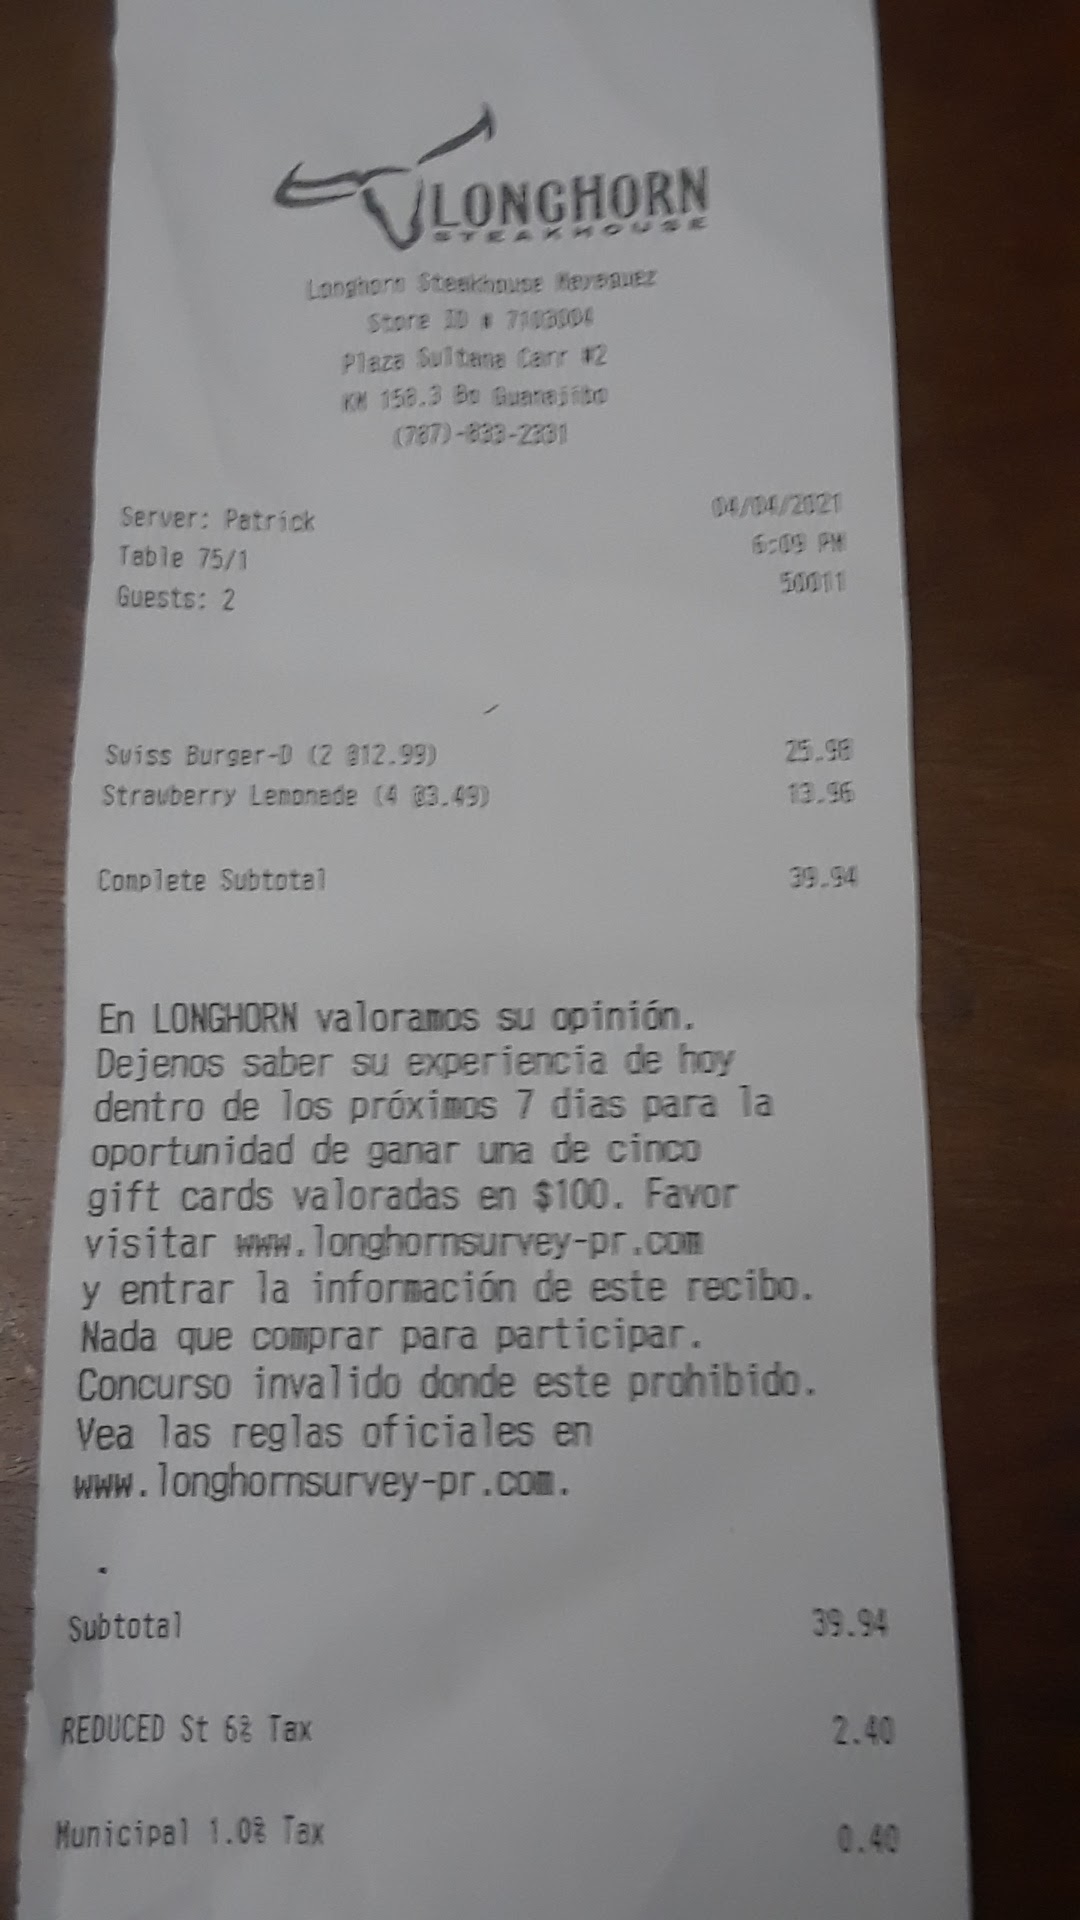 LONGHORN
STEAKHOUSE
Longhorn Steakhouse Mayaguez
Store ID # 7103004
Plaza Sultana Carr #2
KM 158.3 Bo Guanajibo
(787)-833-2331
Server: Patrick 04/04/2021
Table 75/1 6:09 PM
Guests: 2 50011
Swiss Burger-D (2 @12.99) 25.98
Strawberry Lemonade (4 @3.49) 13.96
Complete Subtotal 39.94
En LONGHORN valoramos su opinión.
Dejenos saber su experiencia de hoy
dentro de los próximos 7 dias para la
oportunidad de ganar una de cinco
gift cards valoradas en $100. Favor
visitar www.longhornsurvey-pr.com
y entrar la información de este recibo.
Nada que comprar para participar.
Concurso invalido donde este prohibido.
Vea las reglas oficiales en
www.longhornsurvey-pr.com.
Subtotal 39.94
REDUCED St 6% Tax 2.40
Municipal 1.0% Tax 0.40